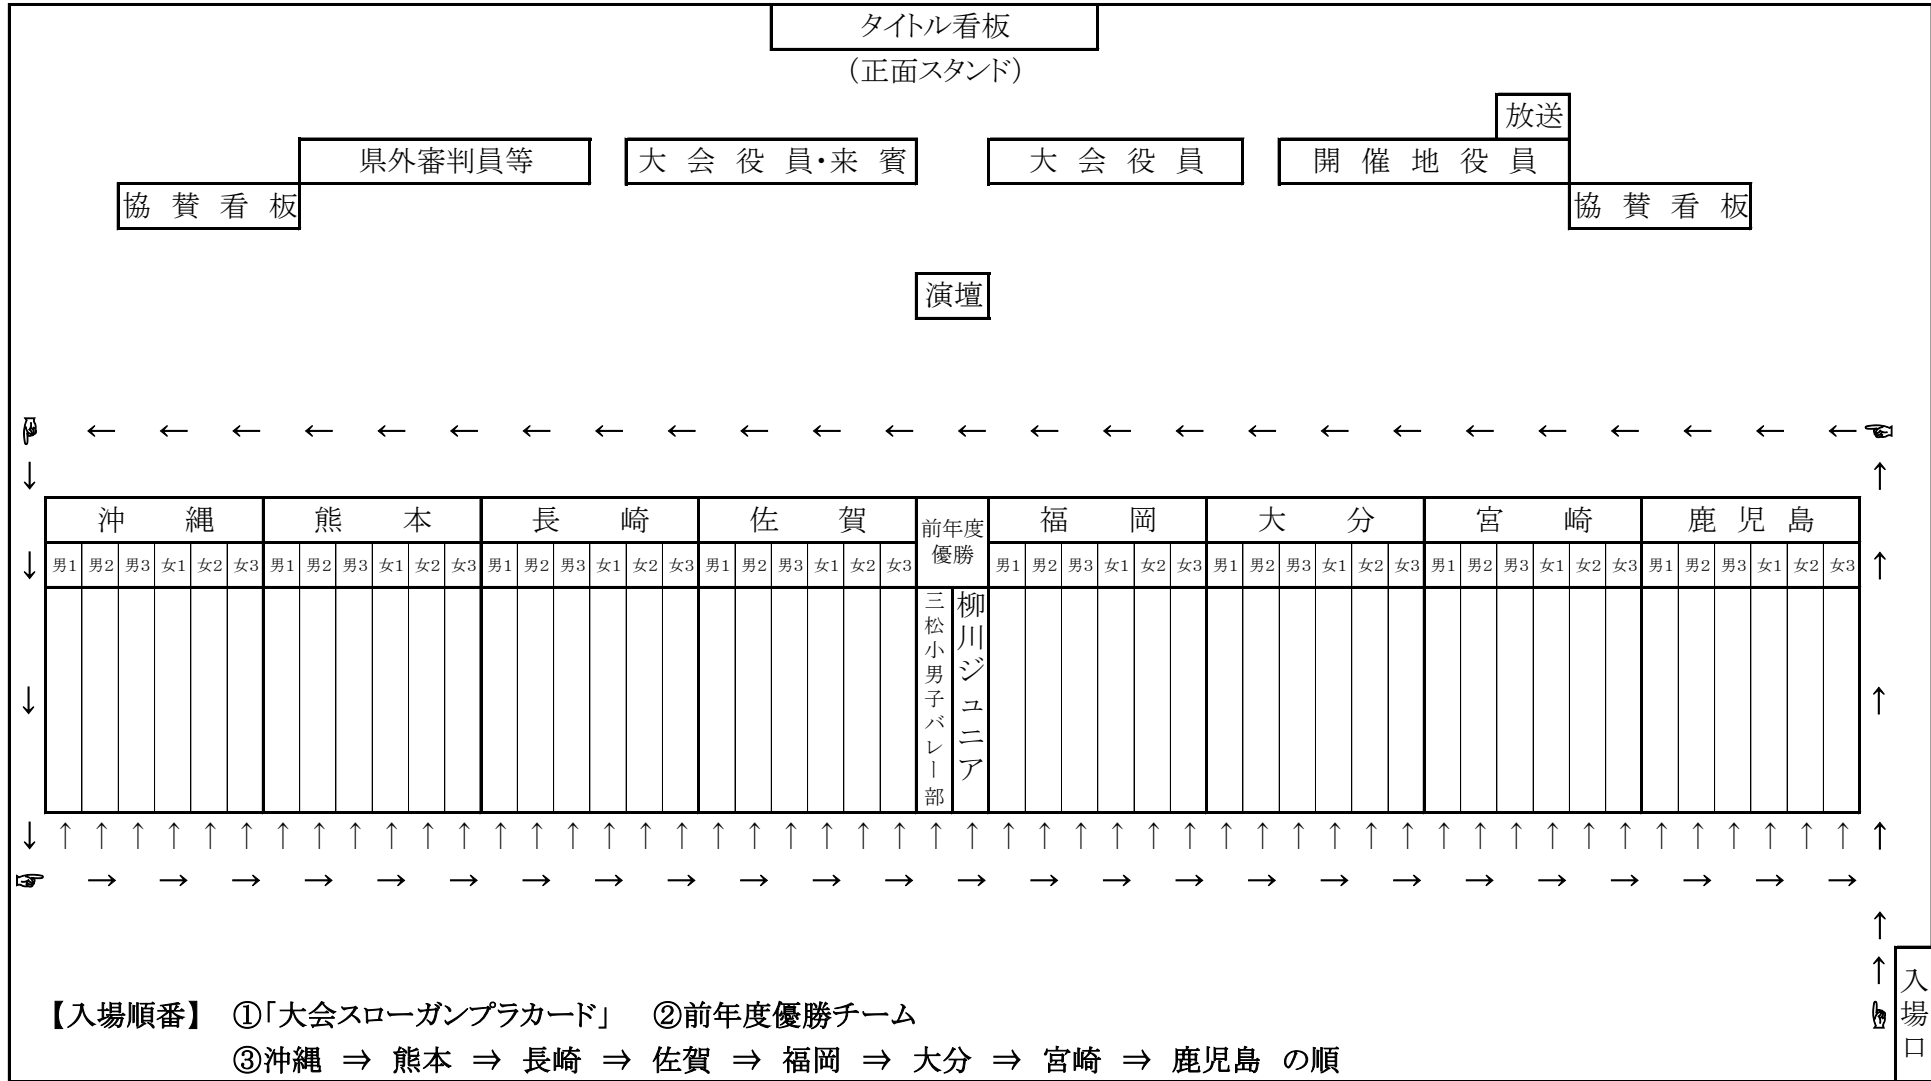 タイトル看板
（正面スタンド）
放送
県外審判員等 大会役員・来賓 大会役員 開催地役員
協賛看板 協賛看板
演壇
← ← ← ← ← ← ← ← ← ← ← ← ← ← ← ← ← ← ← ← ← ← ← ← ←
↓ ↑
沖縄 熊本 長崎 佐賀 前年度優勝 福岡 大分 宮崎 鹿児島
↓ 男1 男2 男3 女1 女2 女3 男1 男2 男3 女1 女2 女3 男1 男2 男3 女1 女2 女3 男1 男2 男3 女1 女2 女3 男1 男2 男3 女1 女2 女3 男1 男2 男3 女1 女2 女3 男1 男2 男3 女1 女2 女3 男1 男2 男3 女1 女2 女3 ↑
三松小男子バレー部
柳川ジュニア
↓ ↑
↓ ↑ ↑ ↑ ↑ ↑ ↑ ↑ ↑ ↑ ↑ ↑ ↑ ↑ ↑ ↑ ↑ ↑ ↑ ↑ ↑ ↑ ↑ ↑ ↑ ↑ ↑ ↑ ↑ ↑ ↑ ↑ ↑ ↑ ↑ ↑ ↑ ↑ ↑ ↑ ↑ ↑ ↑ ↑ ↑ ↑ ↑ ↑ ↑ ↑ ↑ ↑
→ → → → → → → → → → → → → → → → → → → → → → → → →
↑
↑
入場口
【入場順番】 ①「大会スローガンプラカード」 ②前年度優勝チーム
③沖縄 ⇒ 熊本 ⇒ 長崎 ⇒ 佐賀 ⇒ 福岡 ⇒ 大分 ⇒ 宮崎 ⇒ 鹿児島 の順